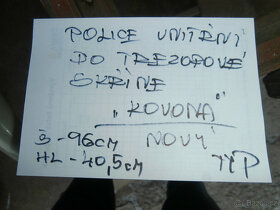 POLICE VNITŘNÍ
DO TREZOROVÉ
SKŘÍNĚ
"KOVONA"
NOVÝ TYP
Š - 96cm
HL - 40,5cm